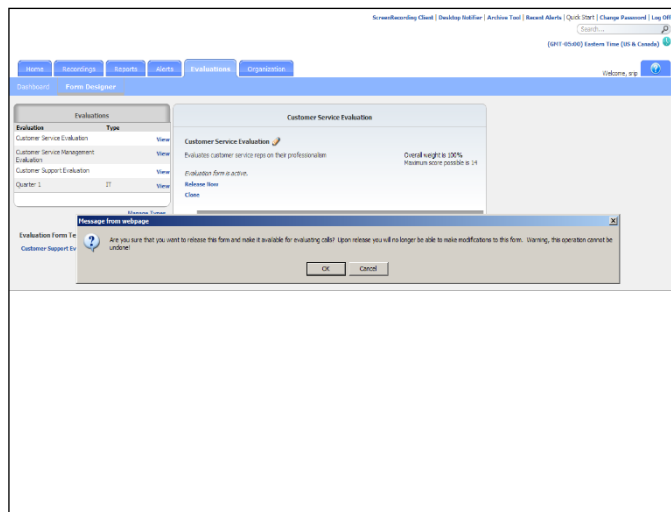 ScreenRecording Client | Desktop Notifier | Archive Tool | Recent Alerts | Quick Start | Change Password | Log Off
Search...
(GMT-05:00) Eastern Time (US & Canada)
Home Recordings Reports Alerts Evaluations Organization
Welcome, snp
Dashboard Form Designer
Evaluations
Evaluation Type
Customer Service Evaluation View
Customer Service Management Evaluation View
Customer Support Evaluation View
Quarter 1 IT View
Manage Types
Evaluation Form Te
Customer Support Ev
Customer Service Evaluation
Customer Service Evaluation
Evaluates customer service reps on their professionalism
Overall weight is 100%
Maximum score possible is 14
Evaluation form is active.
Release Now
Clone
Message from webpage
Are you sure that you want to release this form and make it available for evaluating calls? Upon release you will no longer be able to make modifications to this form. Warning, this operation cannot be
undone!
OK Cancel